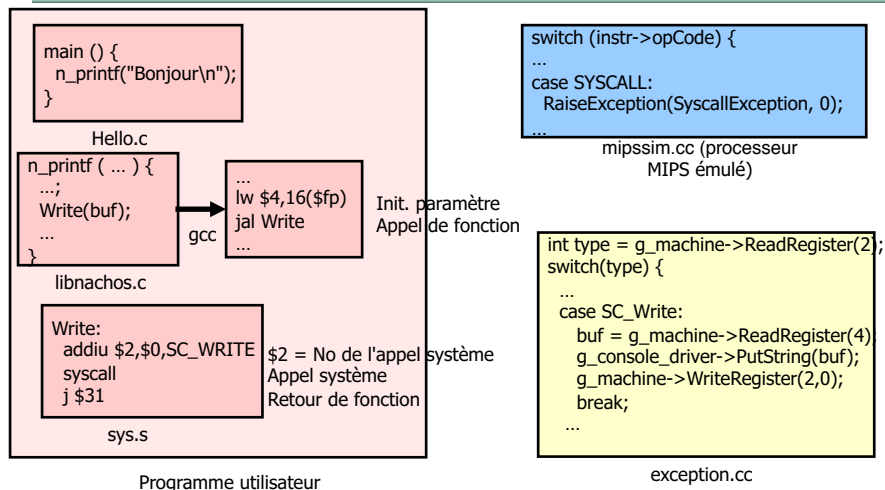 main () {
n_printf("Bonjour\n");
}
Hello.c
n_printf ( … ) {
…;
Write(buf);
…
}
libnachos.c
gcc
…
lw $4,16($fp)
jal Write
…
Init. paramètre
Appel de fonction
Write:
addiu $2,$0,SC_WRITE
syscall
j $31
$2 = No de l'appel système
Appel système
Retour de fonction
sys.s
Programme utilisateur
switch (instr->opCode) {
…
case SYSCALL:
RaiseException(SyscallException, 0);
…
mipssim.cc (processeur
MIPS émulé)
int type = g_machine->ReadRegister(2);
switch(type) {
…
case SC_Write:
buf = g_machine->ReadRegister(4);
g_console_driver->PutString(buf);
g_machine->WriteRegister(2,0);
break;
…
exception.cc